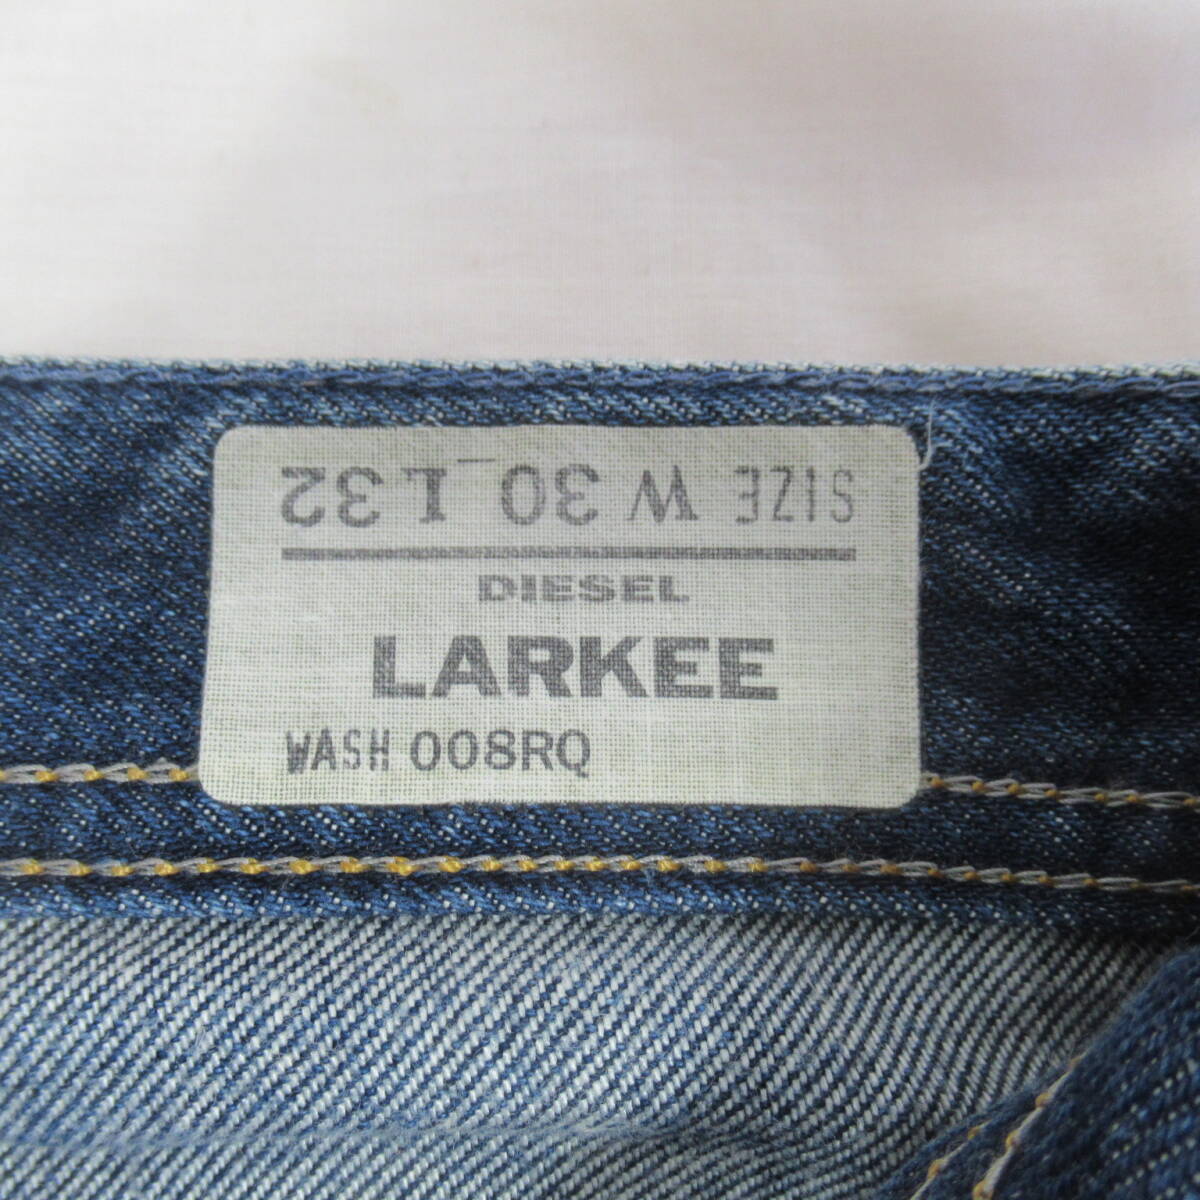 SIZE W 30 L 32
DIESEL
LARKEE
WASH 008RQ